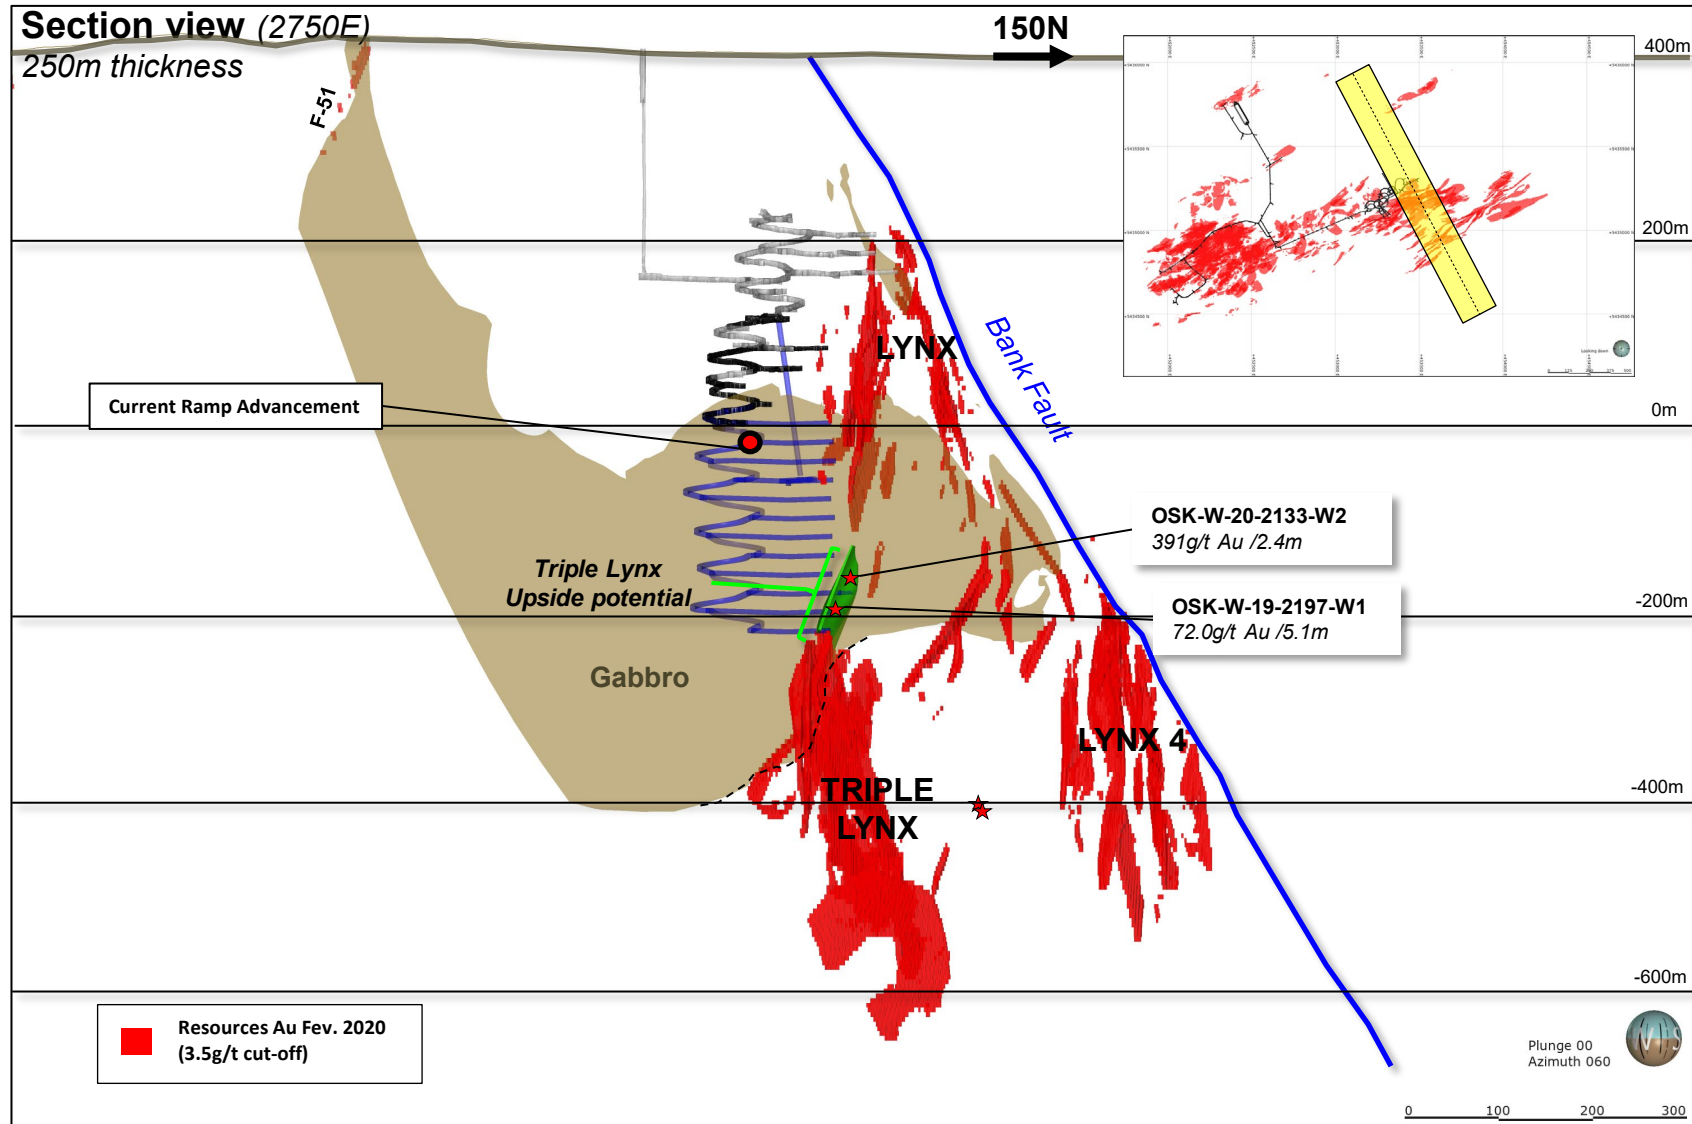 Section view (2750E)
250m thickness
150N
400m
F-51
200m
LYNX
Bank Fault
Current Ramp Advancement
0m
OSK-W-20-2133-W2
391g/t Au /2.4m
Triple Lynx
Upside potential
OSK-W-19-2197-W1
72.0g/t Au /5.1m
-200m
Gabbro
LYNX 4
TRIPLE
LYNX
-400m
-600m
Resources Au Fev. 2020
(3.5g/t cut-off)
Plunge 00
Azimuth 060
0 100 200 300
Looking down